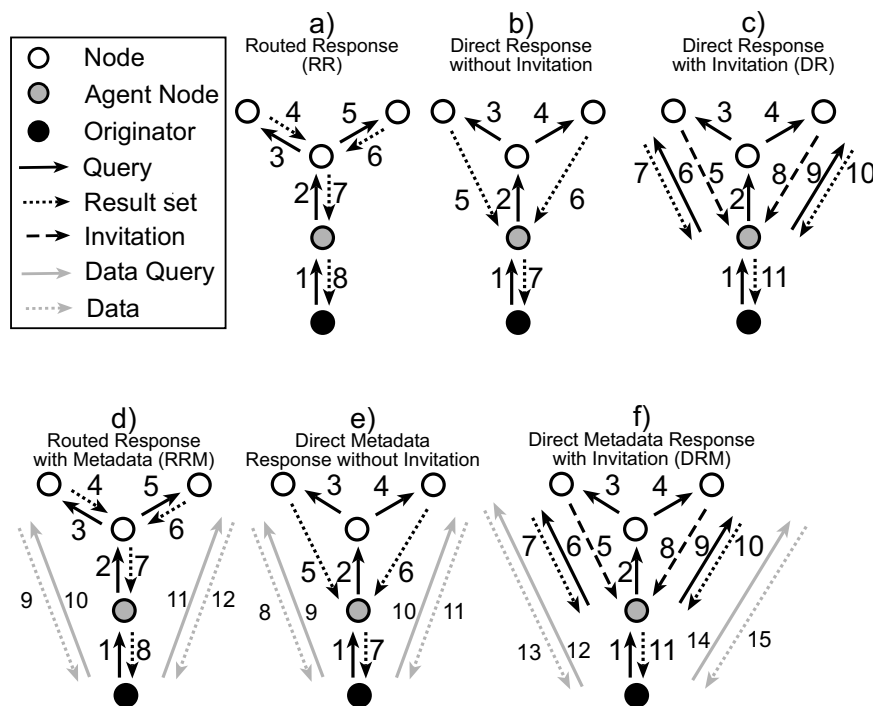 Node
Agent Node
Originator
Query
Result set
Invitation
Data Query
Data
a)
Routed Response
(RR)
4
5
3
6
2
7
1
8
b)
Direct Response
without Invitation
3
4
5
2
6
1
7
c)
Direct Response
with Invitation (DR)
3
4
7
6
5
8
9
10
2
1
11
d)
Routed Response
with Metadata (RRM)
4
5
3
6
2
7
9
10
11
12
1
8
e)
Direct Metadata
Response without Invitation
3
4
5
2
6
8
9
10
11
1
7
f)
Direct Metadata Response
with Invitation (DRM)
3
4
7
6
5
8
9
10
2
13
12
1
11
14
15